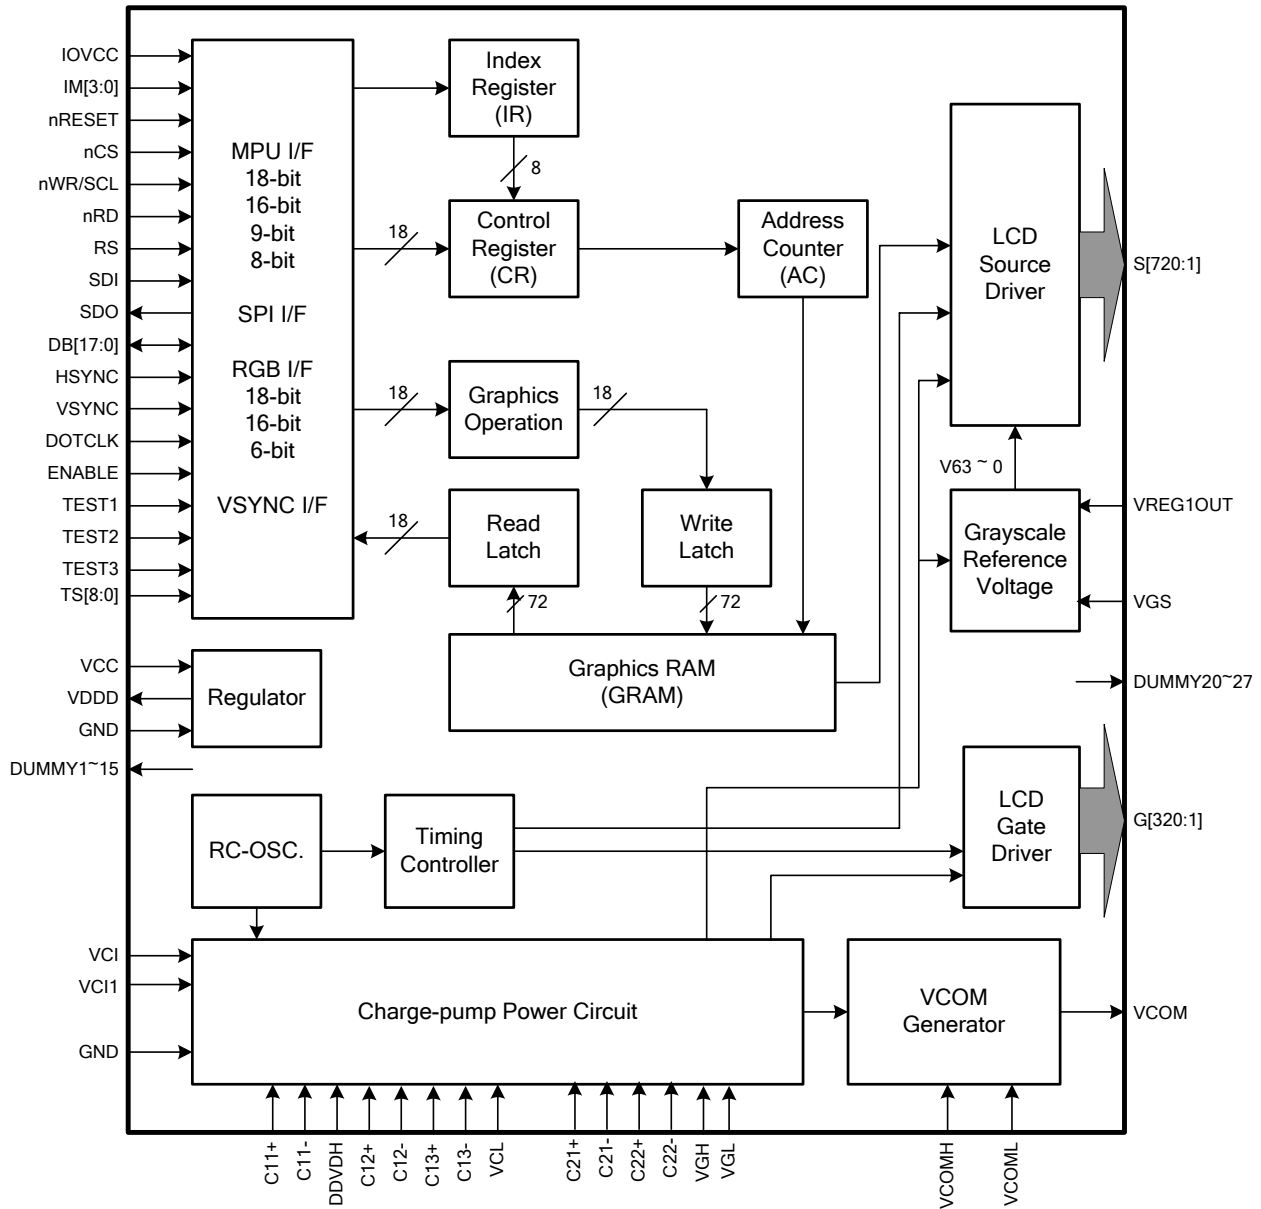 IOVCC
IM[3:0]
nRESET
nCS
nWR/SCL
nRD
RS
SDI
SDO
DB[17:0]
HSYNC
VSYNC
DOTCLK
ENABLE
TEST1
TEST2
TEST3
TS[8:0]
MPU I/F
18-bit
16-bit
9-bit
8-bit
SPI I/F
RGB I/F
18-bit
16-bit
6-bit
VSYNC I/F
Index
Register
(IR)
8
18
Control
Register
(CR)
Address
Counter
(AC)
18
Graphics
Operation
18
18
Read
Latch
Write
Latch
72
72
Graphics RAM
(GRAM)
LCD
Source
Driver
S[720:1]
V63 ~ 0
Grayscale
Reference
Voltage
VREG1OUT
VGS
DUMMY20~27
VCC
VDDD
GND
Regulator
DUMMY1~15
RC-OSC.
Timing
Controller
LCD
Gate
Driver
G[320:1]
VCI
VCI1
GND
Charge-pump Power Circuit
VCOM
Generator
VCOM
C11+
C11-
DDVDH
C12+
C12-
C13+
C13-
VCL
C21+
C21-
C22+
C22-
VGH
VGL
VCOMH
VCOML